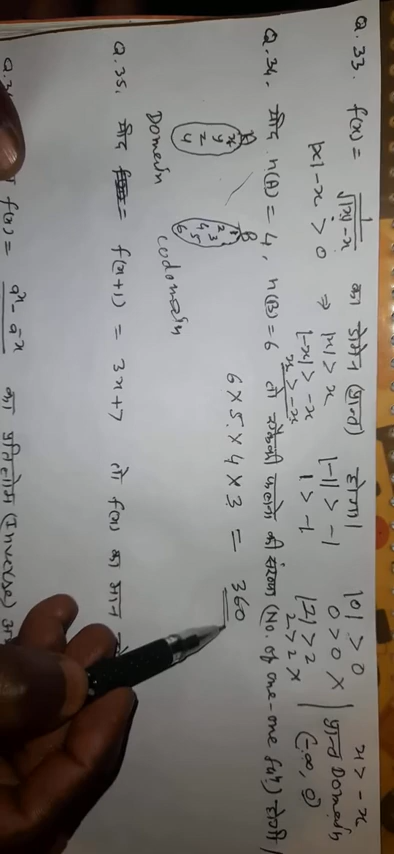 Q.33. f(x) = 1/√(|x|-x) का डोमेन (प्रान्त) होगा।
|x| - x > 0 ⇒ |x| > x |-1| > -1 |0| > 0 x > -x
|-x| > -x 1 > -1 0 > 0 × प्रान्त Domain
x > -x |2| > 2 (-∞, 0)
2 > 2 ×
Q.34. यदि n(A) = 4, n(B) = 6 तो एकैकी फलनों की संख्या (No. of one-one fun.) होगी।
A B
x y z 4 1 2 3 4 5 6
6 × 5 × 4 × 3 = 360
Domain codomain
Q.35. यदि f(x+1) = 3x+7 तो f(x) का मान
f(x) = a^x - a^-x का प्रतिलोम (Inverse)